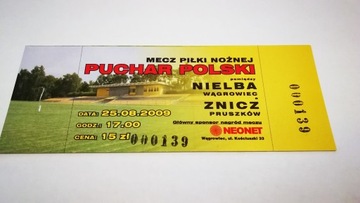 MECZ PIŁKI NOŻNEJ
PUCHAR POLSKI
pomiędzy
NIELBA
WĄGROWIEC
a
ZNICZ
PRUSZKÓW
DATA: 25.08.2009
GODZ.: 17.00
CENA: 15 zł
000139
Główny sponsor nagród meczu
NEONET
Wągrowiec, ul. Kościuszki 33
000139